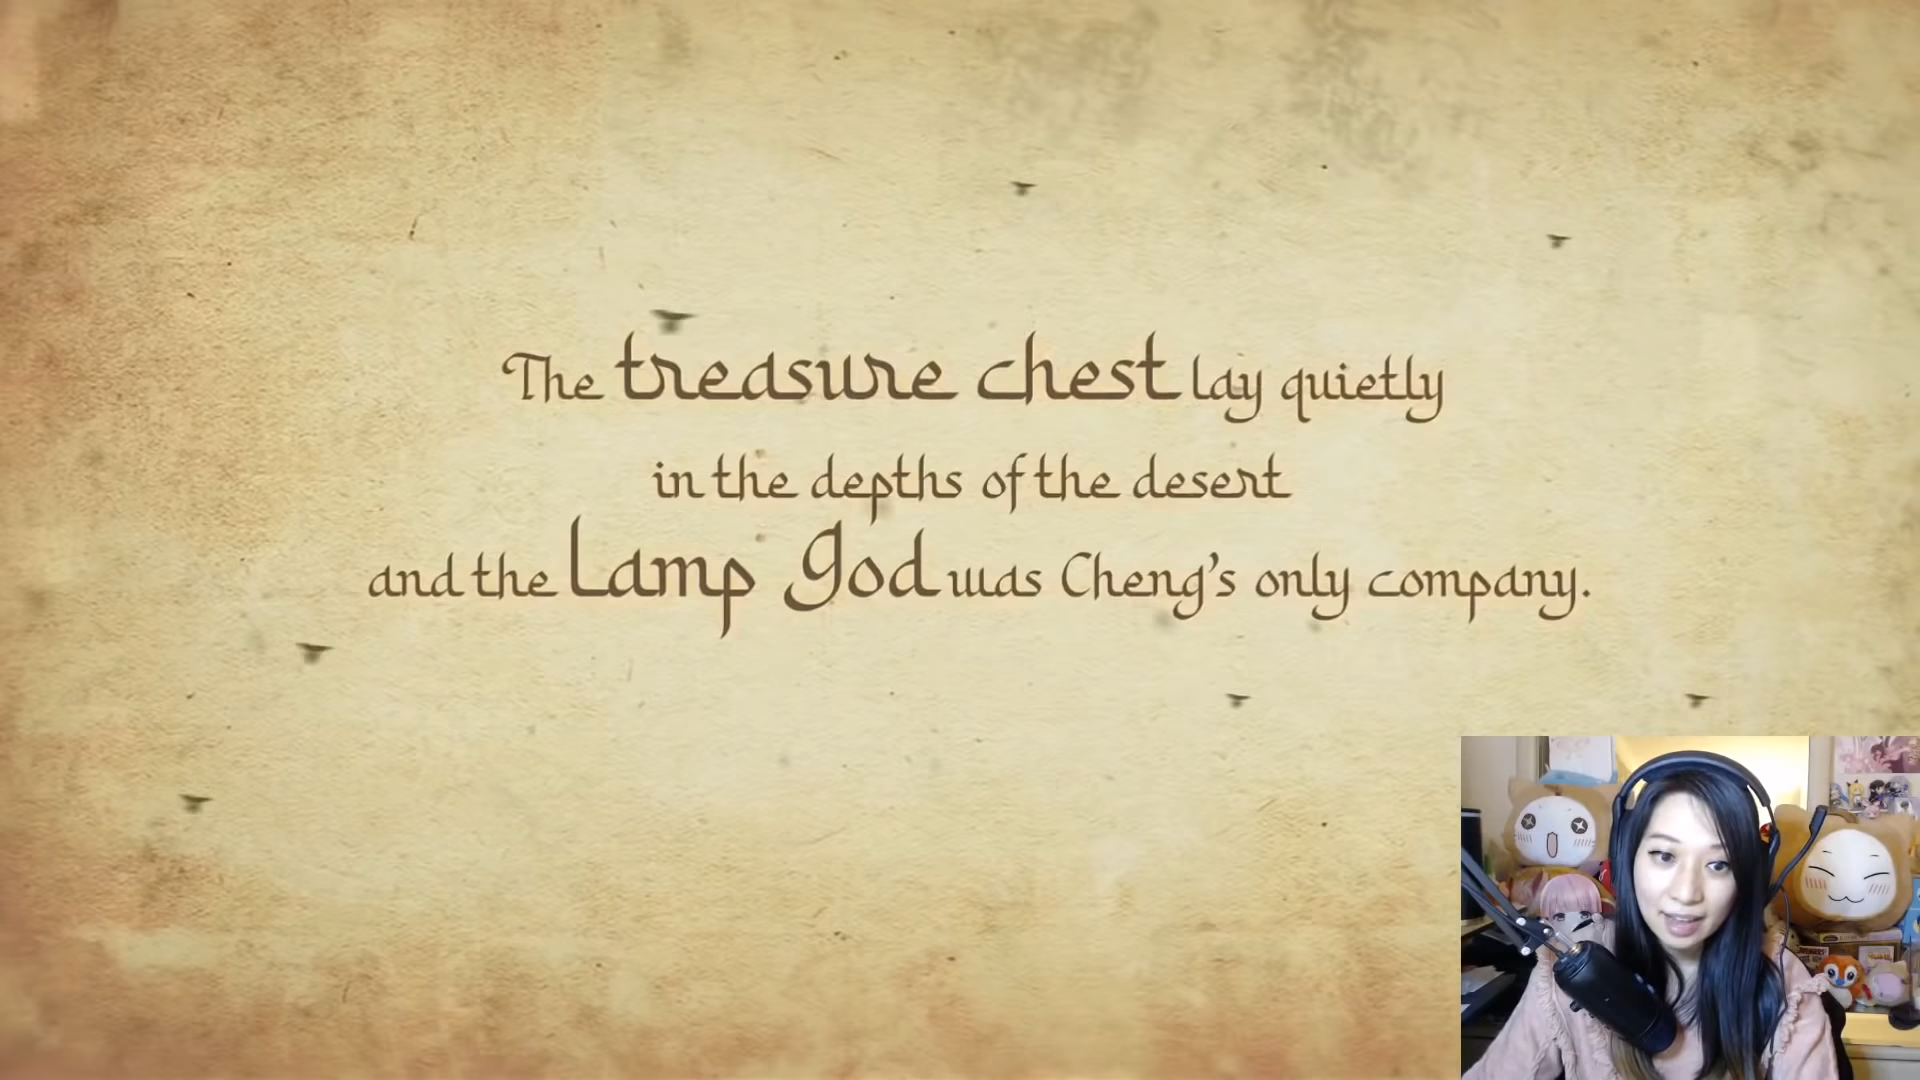 The treasure chest lay quietly
in the depths of the desert
and the Lamp god was Cheng's only company.